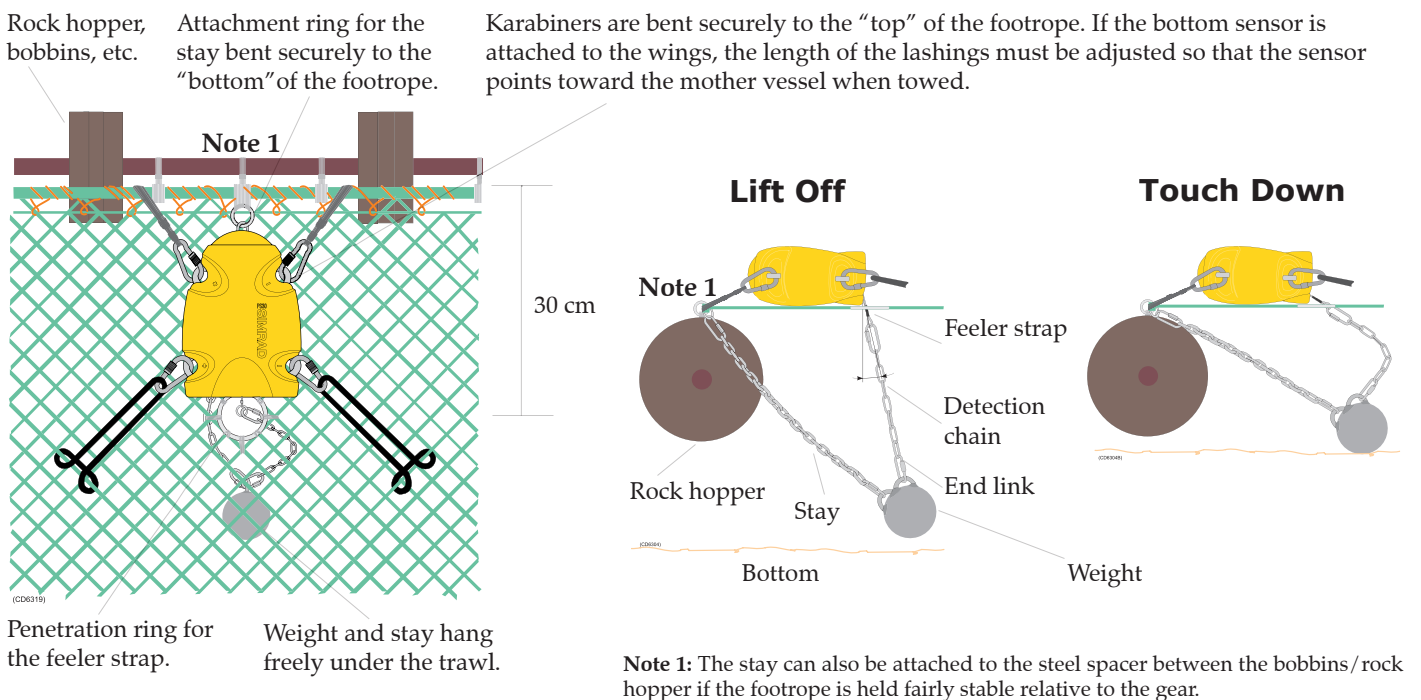 Rock hopper,
bobbins, etc.
Attachment ring for the
stay bent securely to the
“bottom”of the footrope.
Karabiners are bent securely to the “top” of the footrope. If the bottom sensor is
attached to the wings, the length of the lashings must be adjusted so that the sensor
points toward the mother vessel when towed.
Note 1
30 cm
SIMRAD
(CD6319)
Penetration ring for
the feeler strap.
Weight and stay hang
freely under the trawl.
Lift Off
Note 1
Feeler strap
Detection
chain
End link
Rock hopper
Stay
(CD6304)
Bottom
Weight
Touch Down
(CD6304B)
Note 1: The stay can also be attached to the steel spacer between the bobbins/rock
hopper if the footrope is held fairly stable relative to the gear.